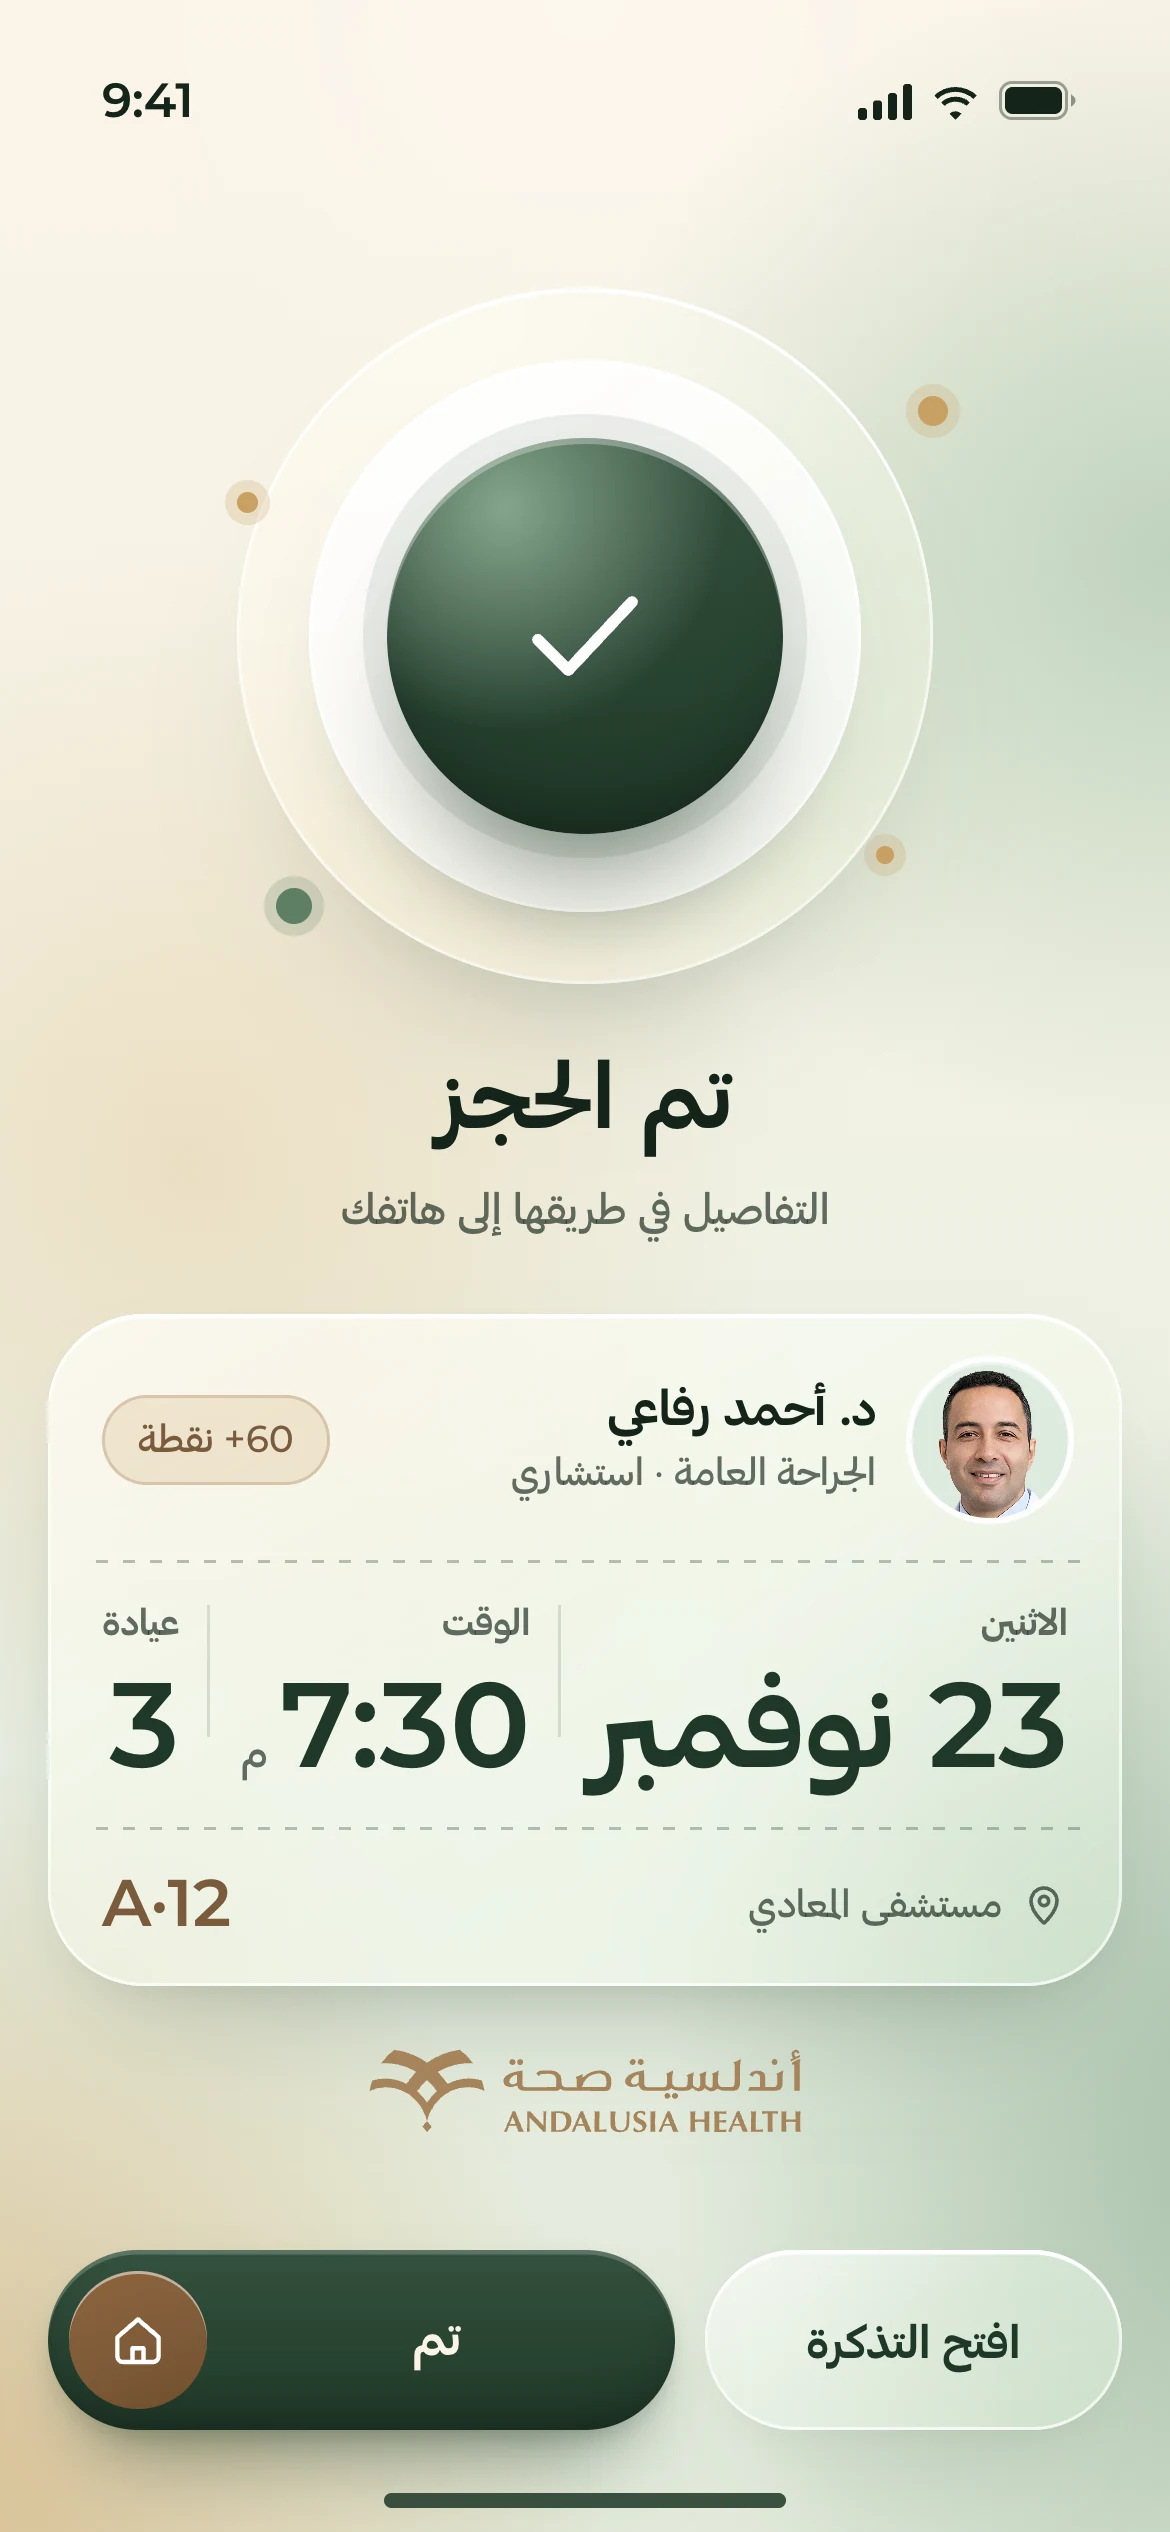 9:41
تم الحجز
التفاصيل في طريقها إلى هاتفك
د. أحمد رفاعي
الجراحة العامة · استشاري
+60 نقطة
الاثنين
23 نوفمبر
الوقت
7:30 م
عيادة
3
مستشفى المعادي
A·12
أندلسية صحة
ANDALUSIA HEALTH
افتح التذكرة
تم